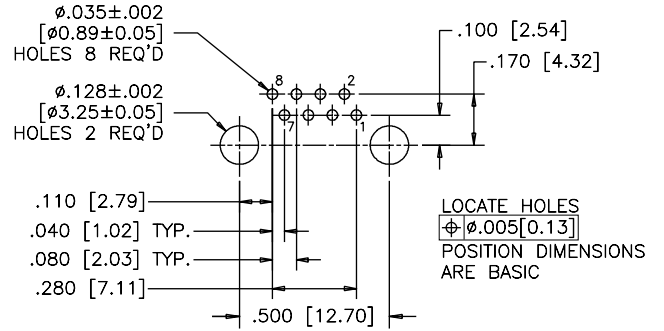 ø.035±.002
[ø0.89±0.05]
HOLES 8 REQ'D
.100 [2.54]
.170 [4.32]
8
2
ø.128±.002
[ø3.25±0.05]
HOLES 2 REQ'D
7
1
.110 [2.79]
.040 [1.02] TYP.
.080 [2.03] TYP.
.280 [7.11]
.500 [12.70]
LOCATE HOLES
⌖ ø.005[0.13]
POSITION DIMENSIONS
ARE BASIC